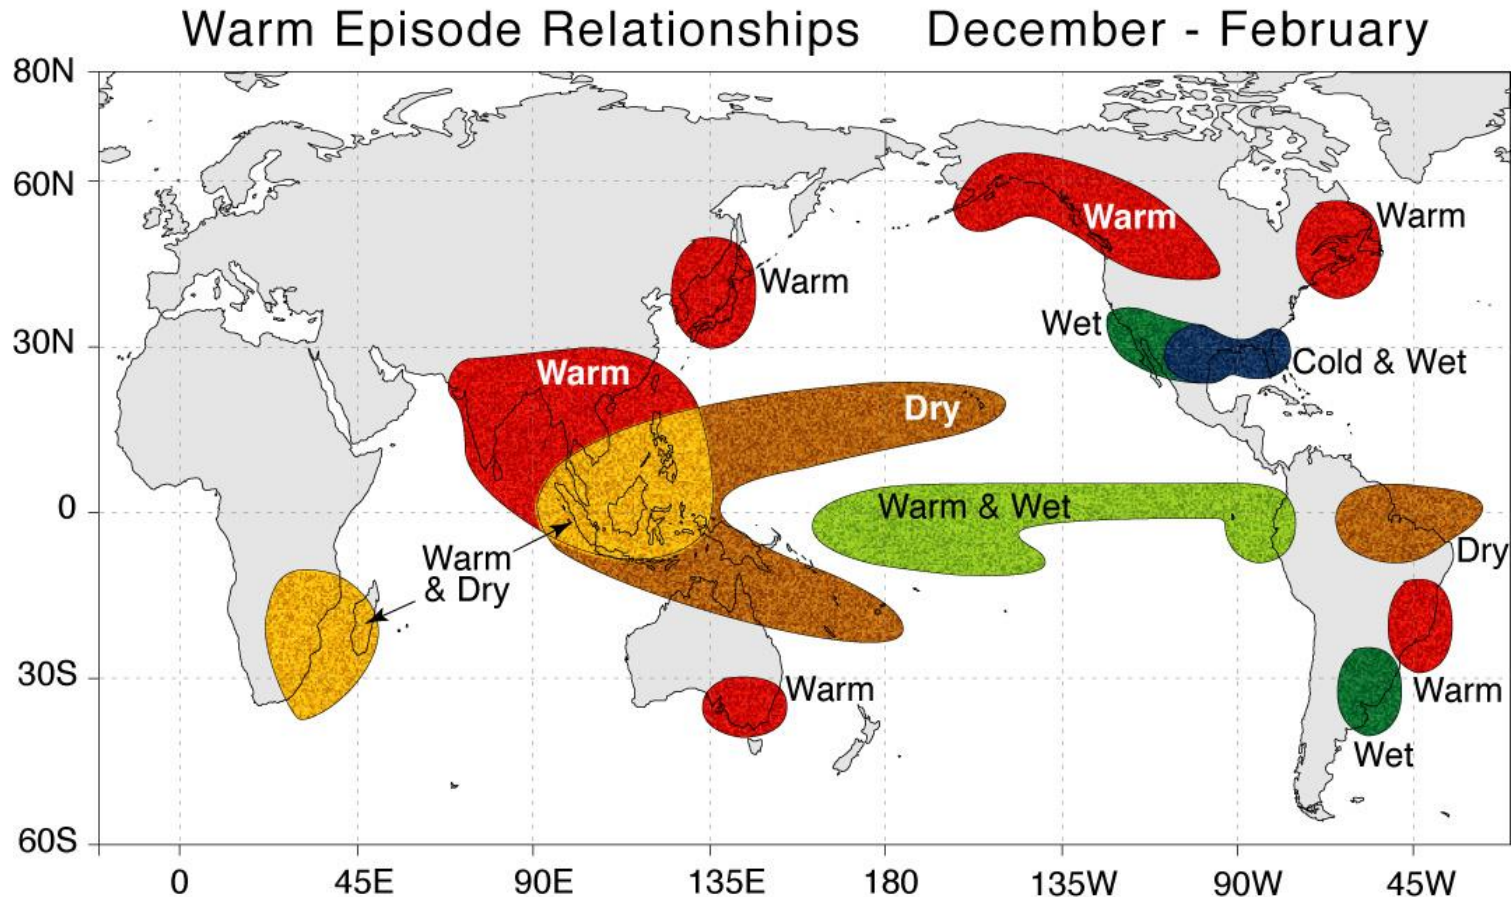 Warm Episode Relationships December - February
80N
60N
30N
0
30S
60S
0 45E 90E 135E 180 135W 90W 45W
Warm
Warm
Warm
Wet
Cold & Wet
Warm
Dry
Warm & Wet
Warm
& Dry
Dry
Warm
Warm
Wet